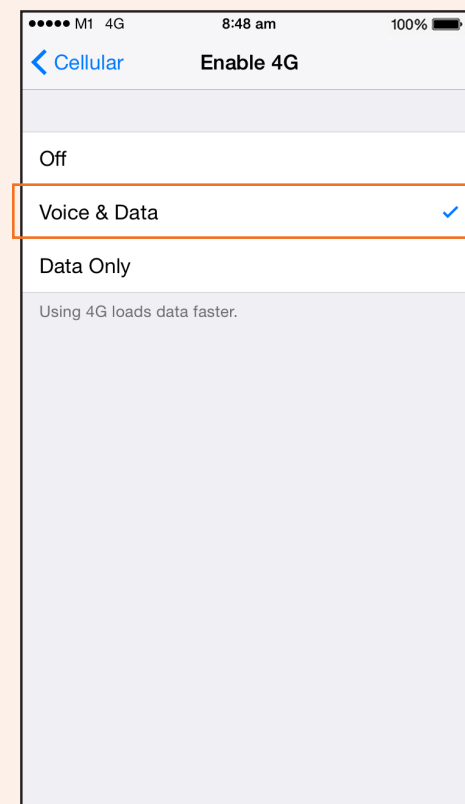 M1 4G 8:48 am 100%
Cellular Enable 4G
Off
Voice & Data
Data Only
Using 4G loads data faster.